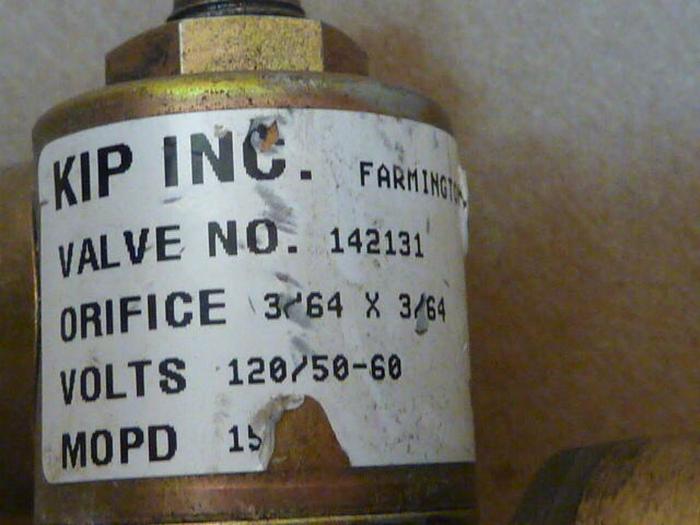 KIP INC. FARMINGTON
VALVE NO. 142131
ORIFICE 3/64 X 3/64
VOLTS 120/50-60
MOPD 15